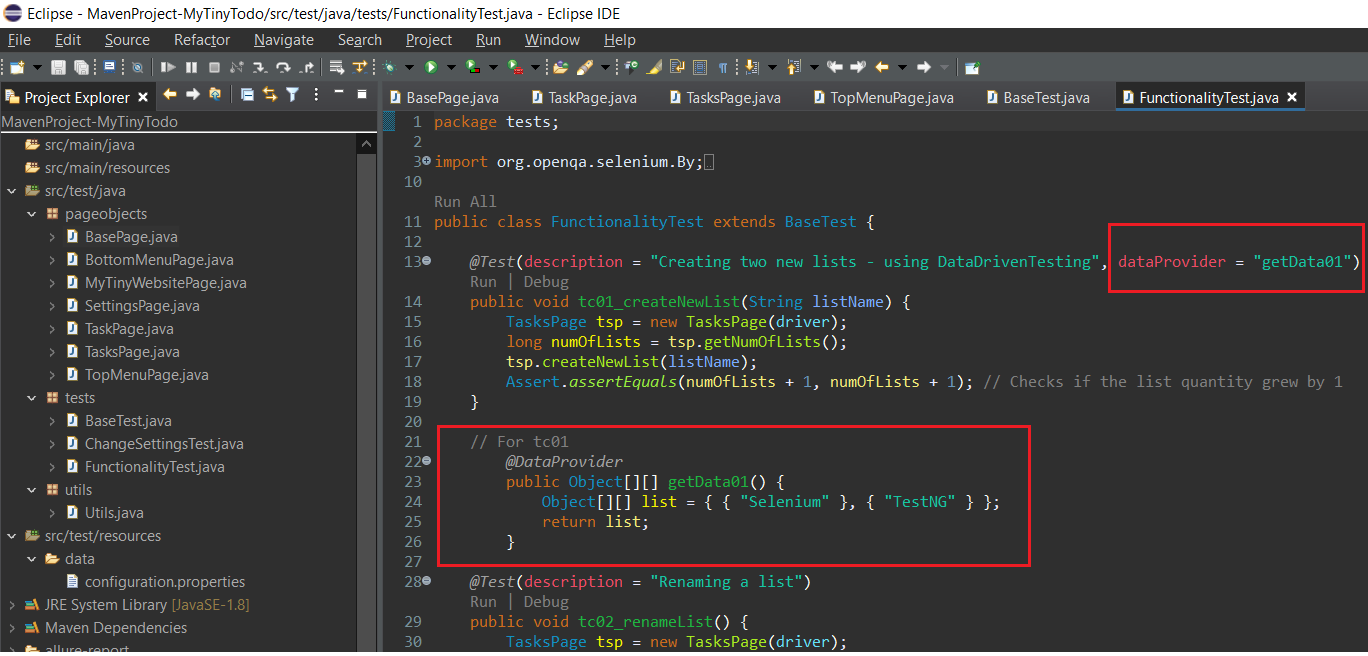 Eclipse - MavenProject-MyTinyTodo/src/test/java/tests/FunctionalityTest.java - Eclipse IDE
File Edit Source Refactor Navigate Search Project Run Window Help
Project Explorer
MavenProject-MyTinyTodo
src/main/java
src/main/resources
src/test/java
pageobjects
BasePage.java
BottomMenuPage.java
MyTinyWebsitePage.java
SettingsPage.java
TaskPage.java
TasksPage.java
TopMenuPage.java
tests
BaseTest.java
ChangeSettingsTest.java
FunctionalityTest.java
utils
Utils.java
src/test/resources
data
configuration.properties
JRE System Library [JavaSE-1.8]
Maven Dependencies
allure-report
BasePage.java TaskPage.java TasksPage.java TopMenuPage.java BaseTest.java FunctionalityTest.java
1 package tests;
2
3 import org.openqa.selenium.By;
10
Run All
11 public class FunctionalityTest extends BaseTest {
12
13 @Test(description = "Creating two new lists - using DataDrivenTesting", dataProvider = "getData01")
Run | Debug
14 public void tc01_createNewList(String listName) {
15 TasksPage tsp = new TasksPage(driver);
16 long numOfLists = tsp.getNumOfLists();
17 tsp.createNewList(listName);
18 Assert.assertEquals(numOfLists + 1, numOfLists + 1); // Checks if the list quantity grew by 1
19 }
20
21 // For tc01
22 @DataProvider
23 public Object[][] getData01() {
24 Object[][] list = { { "Selenium" }, { "TestNG" } };
25 return list;
26 }
27
28 @Test(description = "Renaming a list")
Run | Debug
29 public void tc02_renameList() {
30 TasksPage tsp = new TasksPage(driver);